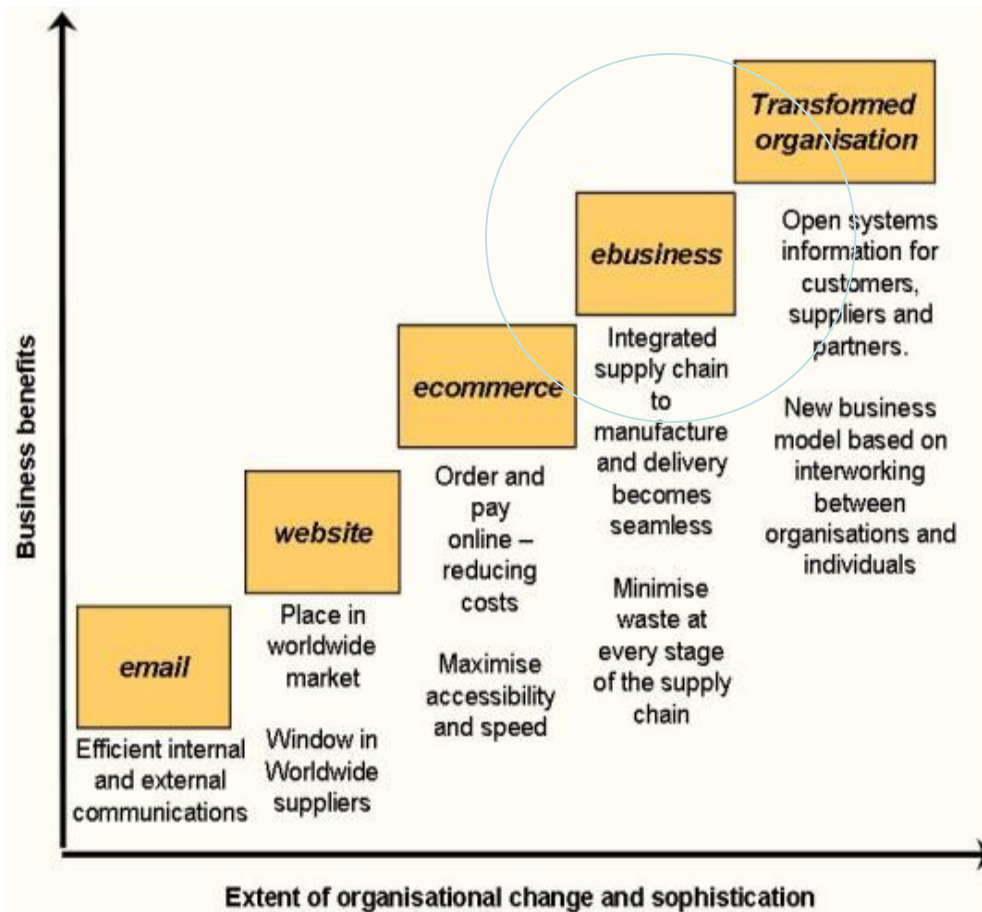 Business benefits
Transformed
organisation
Open systems
information for
customers,
suppliers and
partners.
New business
model based on
interworking
between
organisations and
individuals
ebusiness
Integrated
supply chain
to
manufacture
and delivery
becomes
seamless
Minimise
waste at
every stage
of the supply
chain
ecommerce
Order and
pay
online –
reducing
costs
Maximise
accessibility
and speed
website
Place in
worldwide
market
Window in
Worldwide
suppliers
email
Efficient internal
and external
communications
Extent of organisational change and sophistication